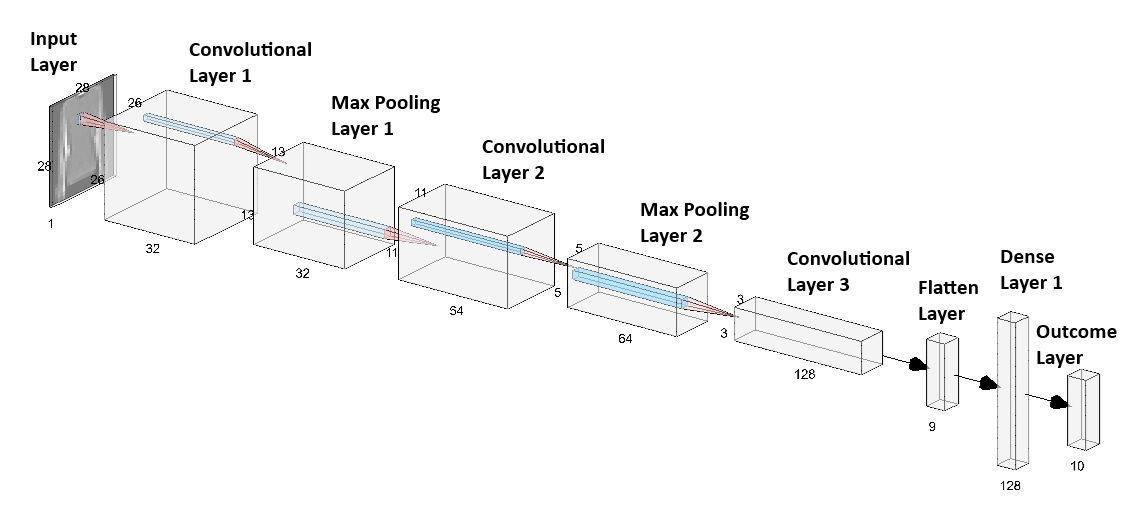 Input
Layer
28
28
1
Convolutional
Layer 1
26
26
32
Max Pooling
Layer 1
13
13
32
Convolutional
Layer 2
11
11
54
Max Pooling
Layer 2
5
5
64
Convolutional
Layer 3
3
3
128
Flatten
Layer
9
Dense
Layer 1
128
Outcome
Layer
10